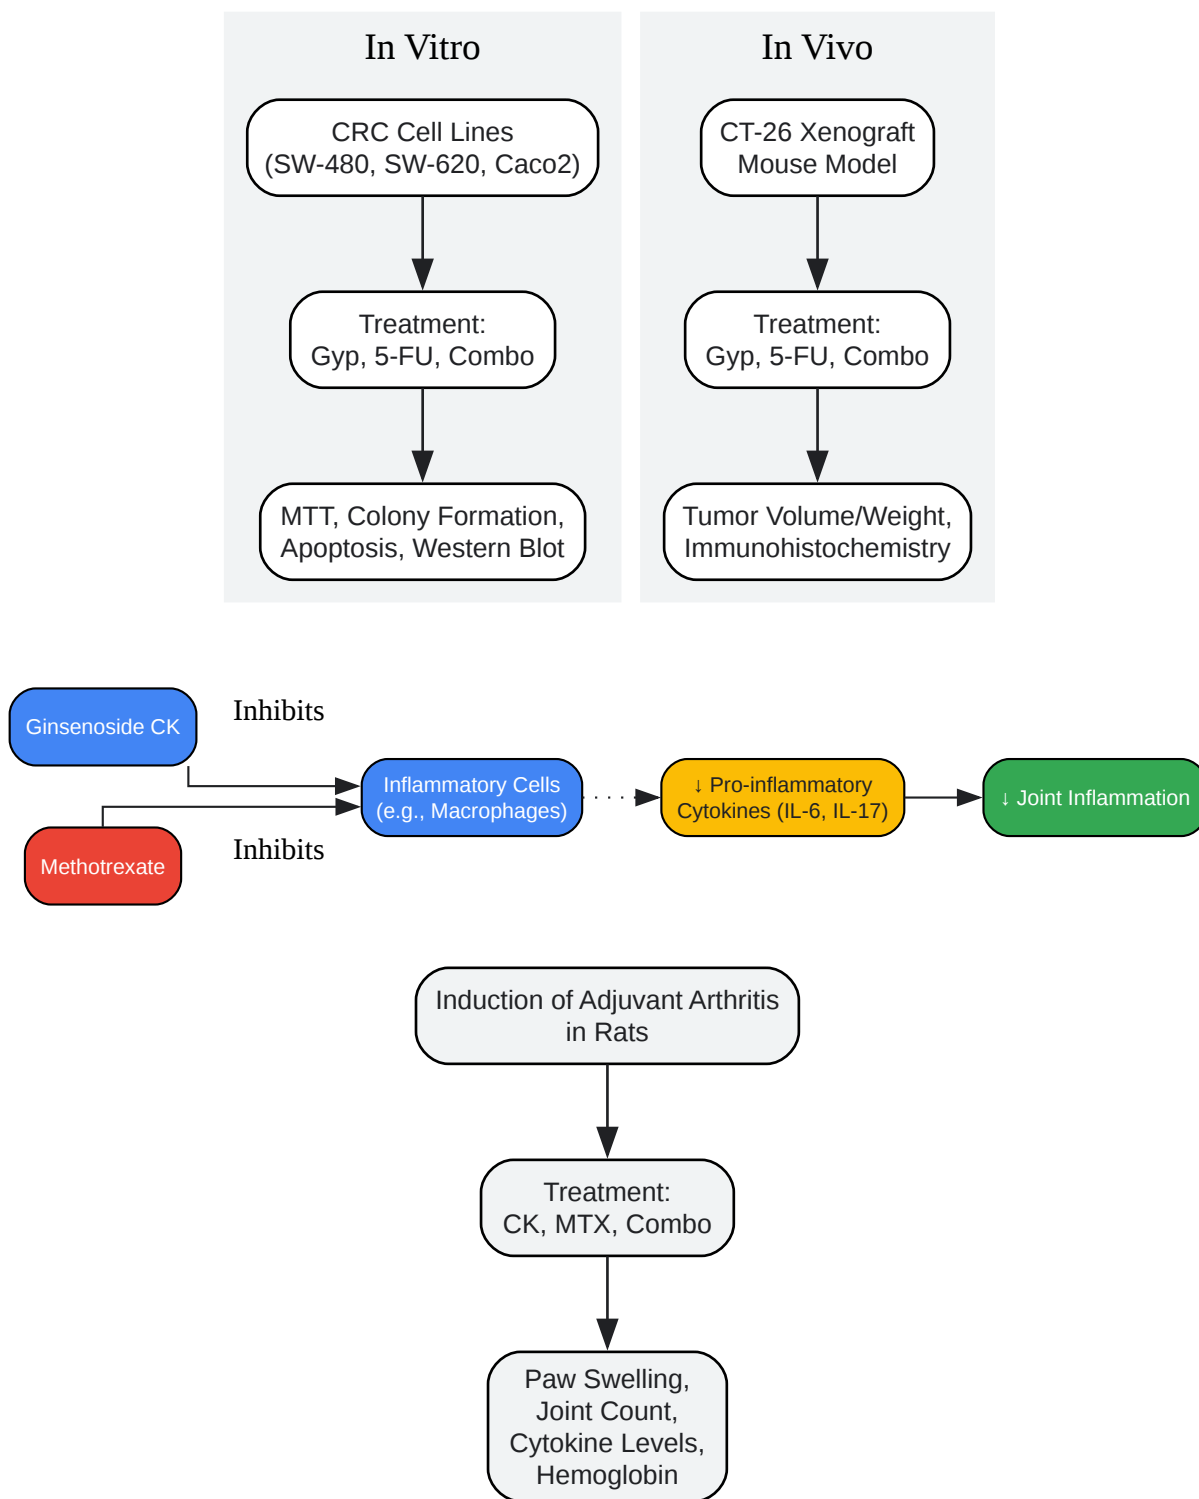 In Vitro
CRC Cell Lines
(SW-480, SW-620, Caco2)
Treatment:
Gyp, 5-FU, Combo
MTT, Colony Formation,
Apoptosis, Western Blot
In Vivo
CT-26 Xenograft
Mouse Model
Treatment:
Gyp, 5-FU, Combo
Tumor Volume/Weight,
Immunohistochemistry
Ginsenoside CK
Inhibits
Methotrexate
Inhibits
Inflammatory Cells
(e.g., Macrophages)
↓ Pro-inflammatory
Cytokines (IL-6, IL-17)
↓ Joint Inflammation
Induction of Adjuvant Arthritis
in Rats
Treatment:
CK, MTX, Combo
Paw Swelling,
Joint Count,
Cytokine Levels,
Hemoglobin